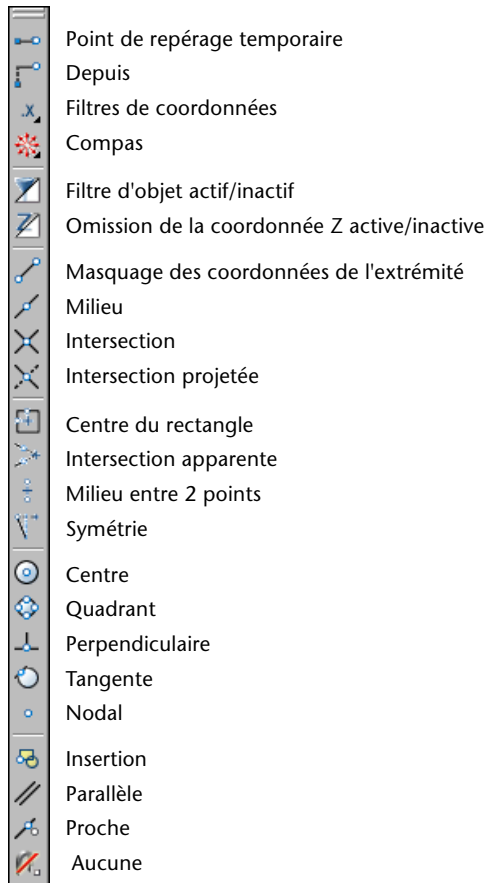 Point de repérage temporaire
Depuis
.X
Filtres de coordonnées
Compas
Filtre d'objet actif/inactif
Z
Omission de la coordonnée Z active/inactive
Masquage des coordonnées de l'extrémité
Milieu
Intersection
Intersection projetée
Centre du rectangle
Intersection apparente
Milieu entre 2 points
Symétrie
Centre
Quadrant
Perpendiculaire
Tangente
Nodal
Insertion
Parallèle
Proche
Aucune